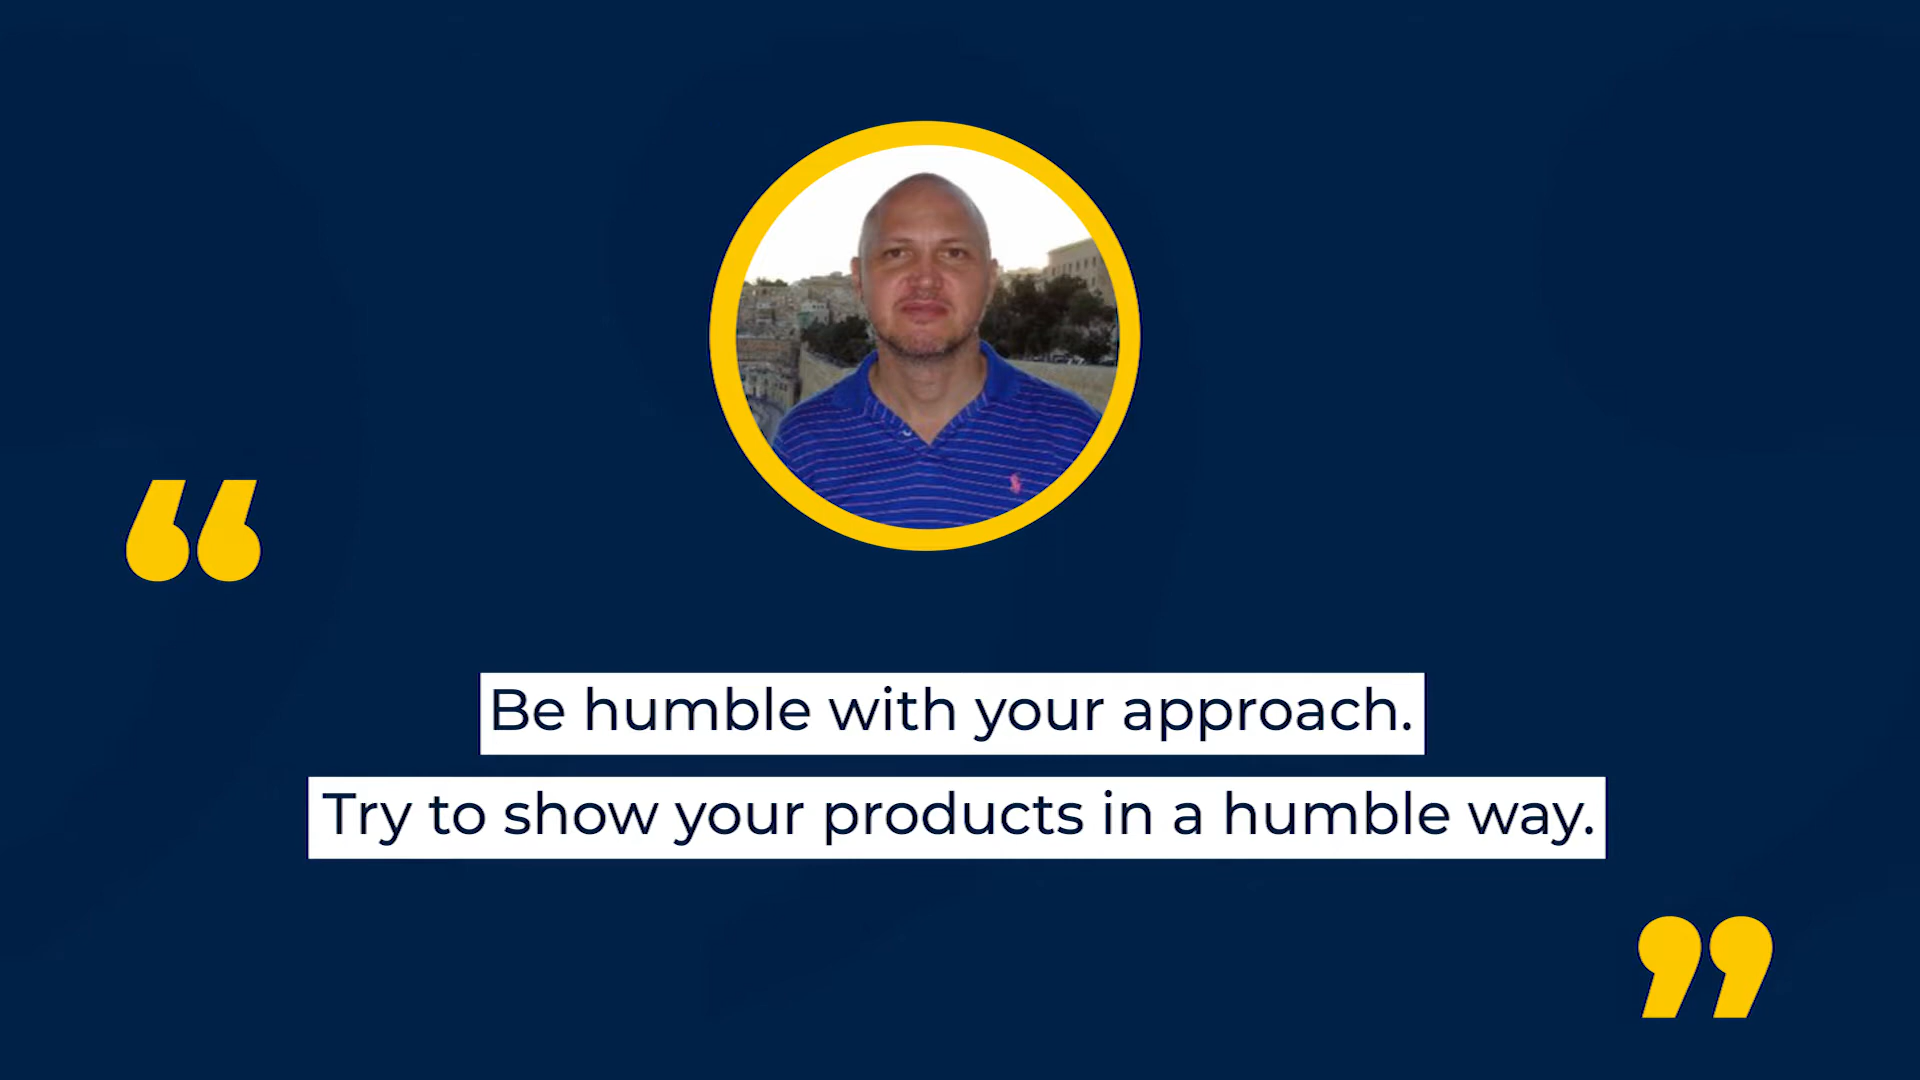 “
Be humble with your approach.
Try to show your products in a humble way.
”